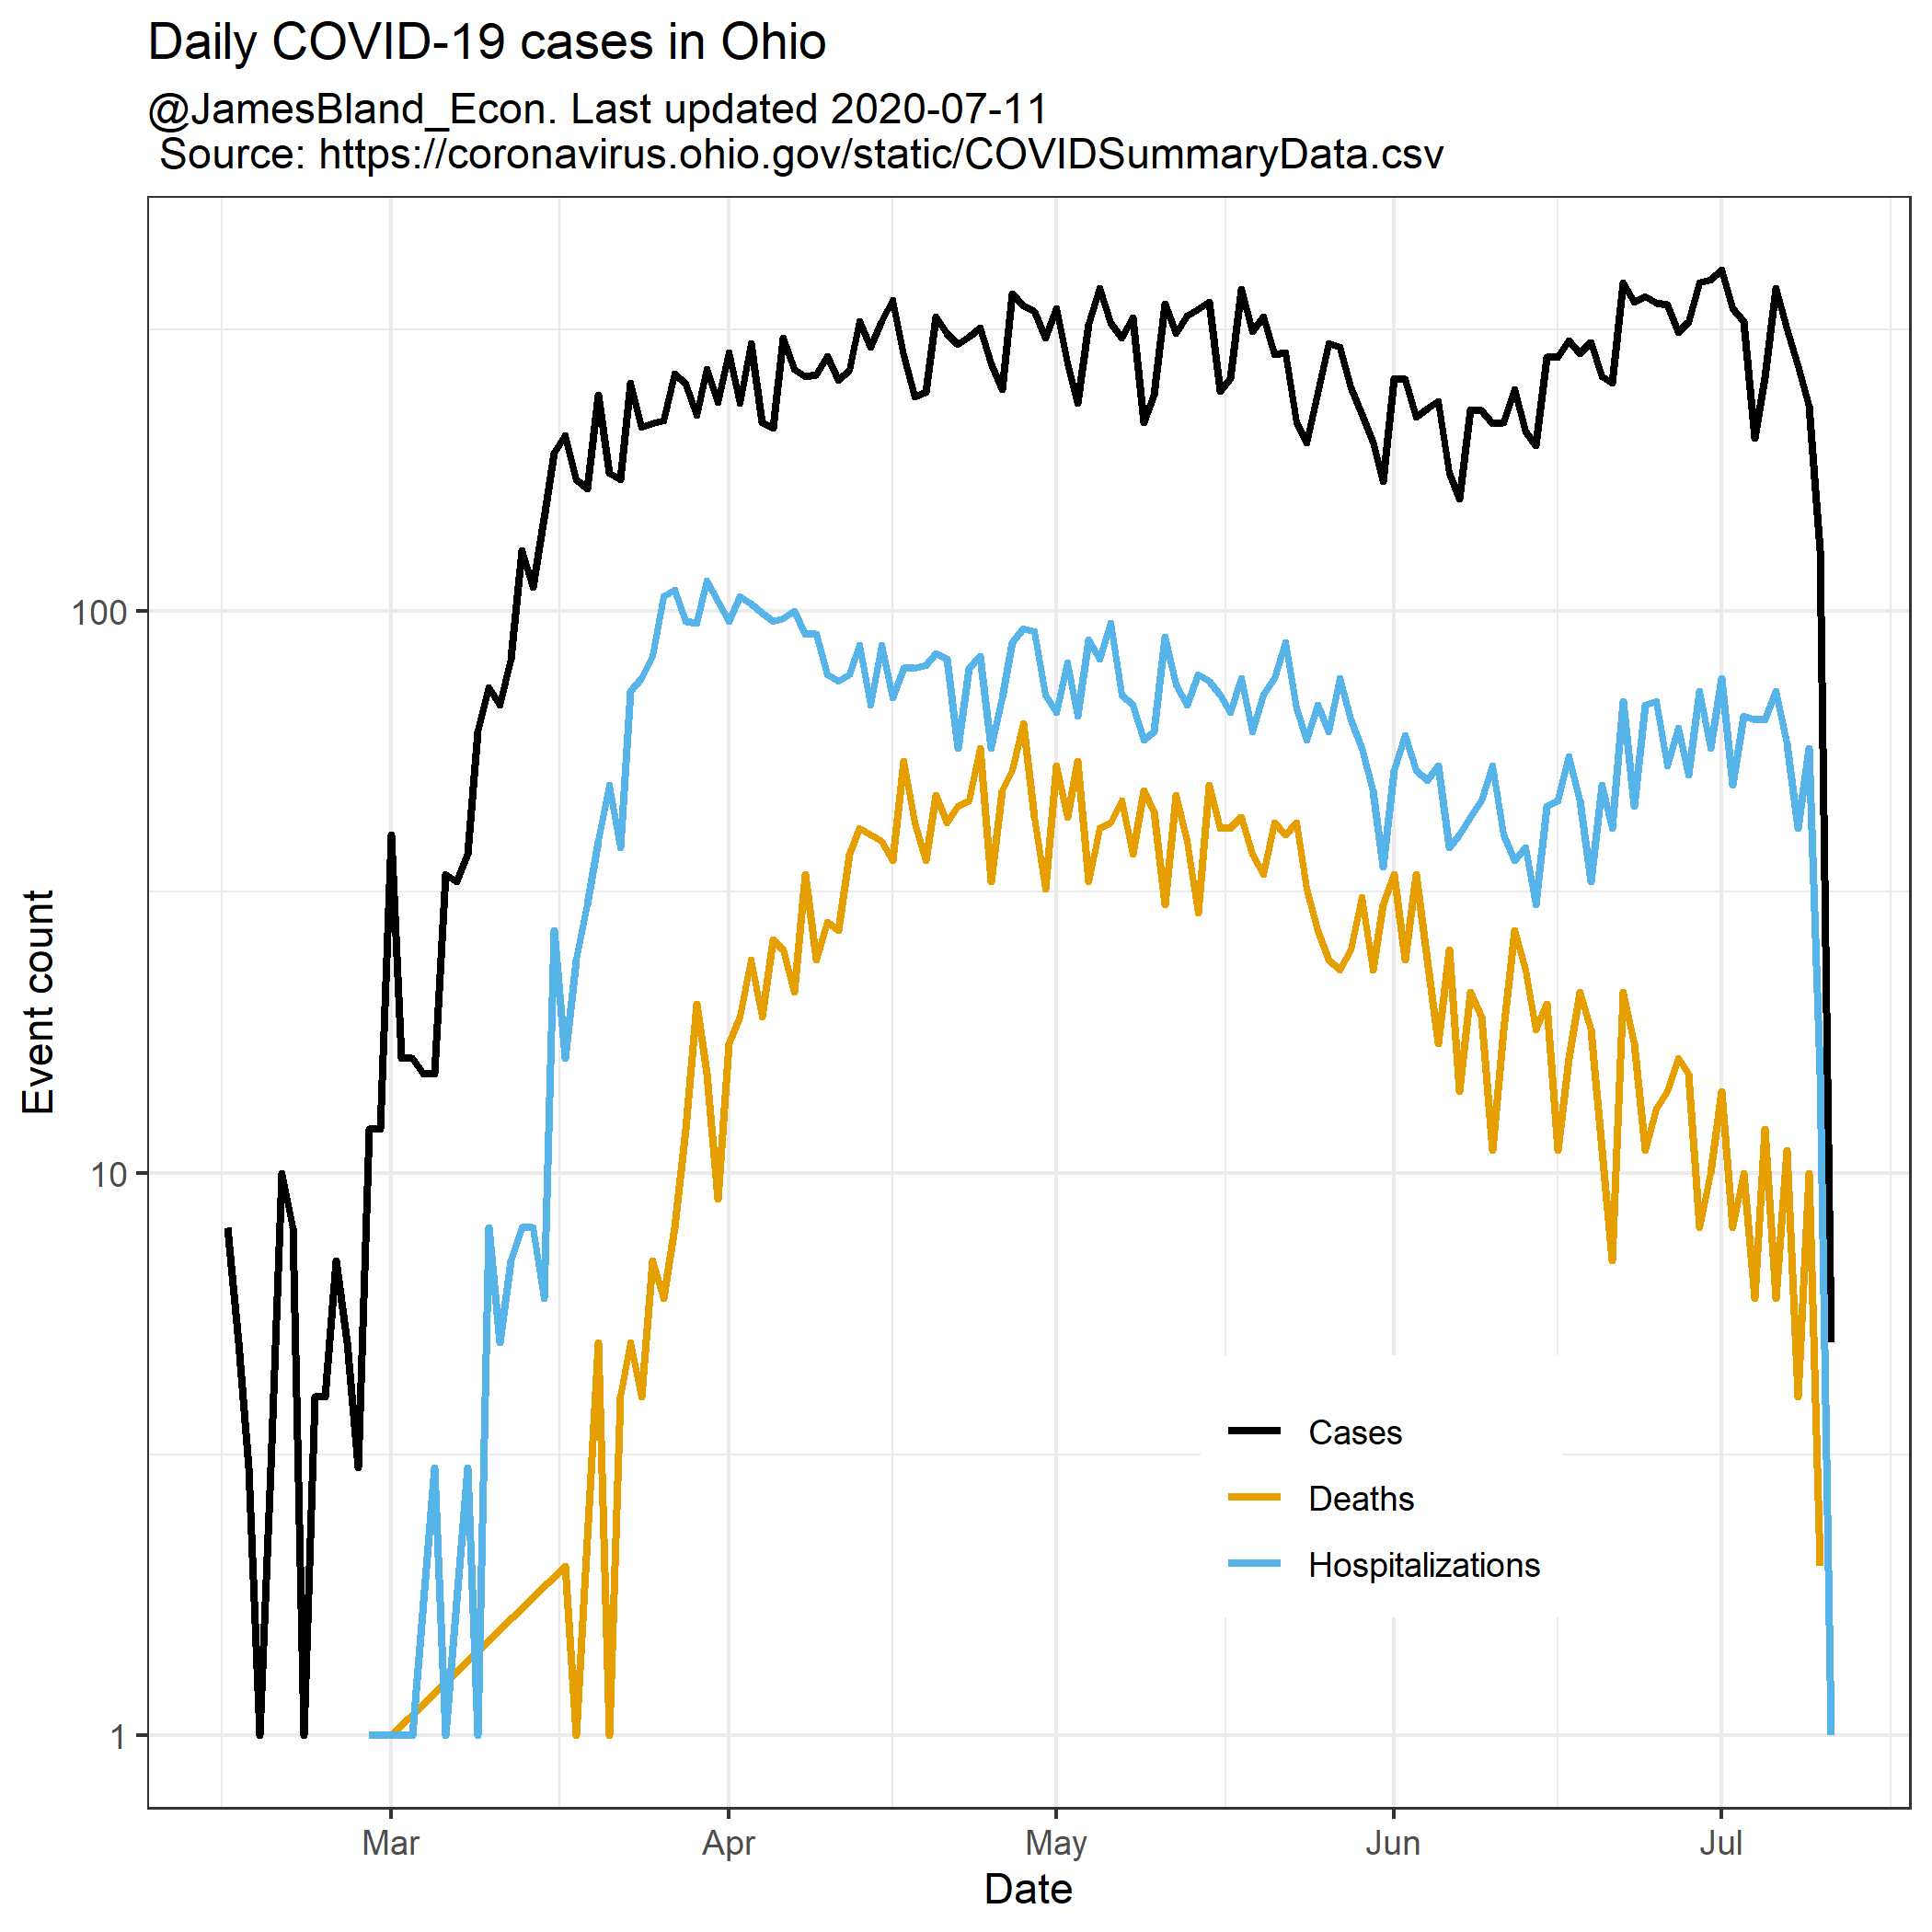 Daily COVID-19 cases in Ohio
@JamesBland_Econ. Last updated 2020-07-11
Source: https://coronavirus.ohio.gov/static/COVIDSummaryData.csv
Event count
100
10
1
Cases
Deaths
Hospitalizations
Mar Apr May Jun Jul
Date